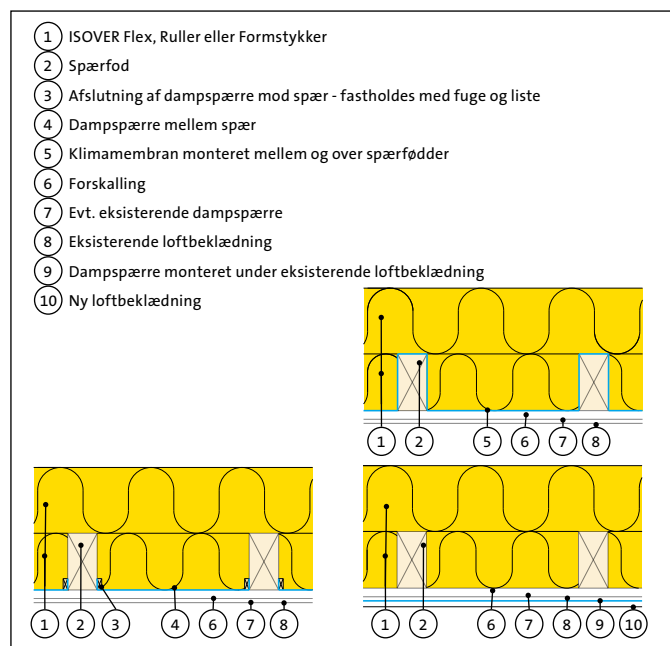 1 ISOVER Flex, Ruller eller Formstykker
2 Spærfod
3 Afslutning af dampspærre mod spær - fastholdes med fuge og liste
4 Dampspærre mellem spær
5 Klimamembran monteret mellem og over spærfødder
6 Forskalling
7 Evt. eksisterende dampspærre
8 Eksisterende loftbeklædning
9 Dampspærre monteret under eksisterende loftbeklædning
10 Ny loftbeklædning
1 2 5 6 7 8
1 2 3 4 6 7 8
1 2 6 7 8 9 10